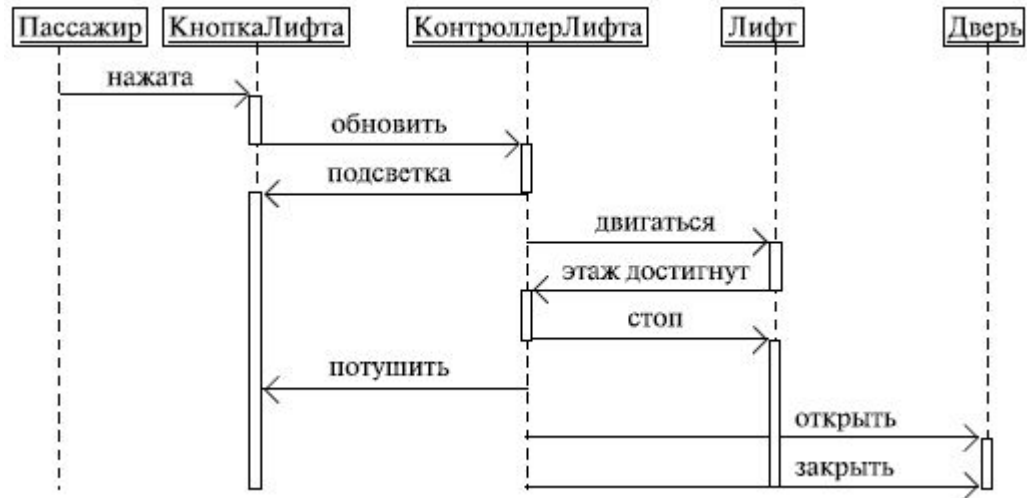 Пассажир КнопкаЛифта КонтроллерЛифта Лифт Дверь
нажата
обновить
подсветка
двигаться
этаж достигнут
стоп
потушить
открыть
закрыть